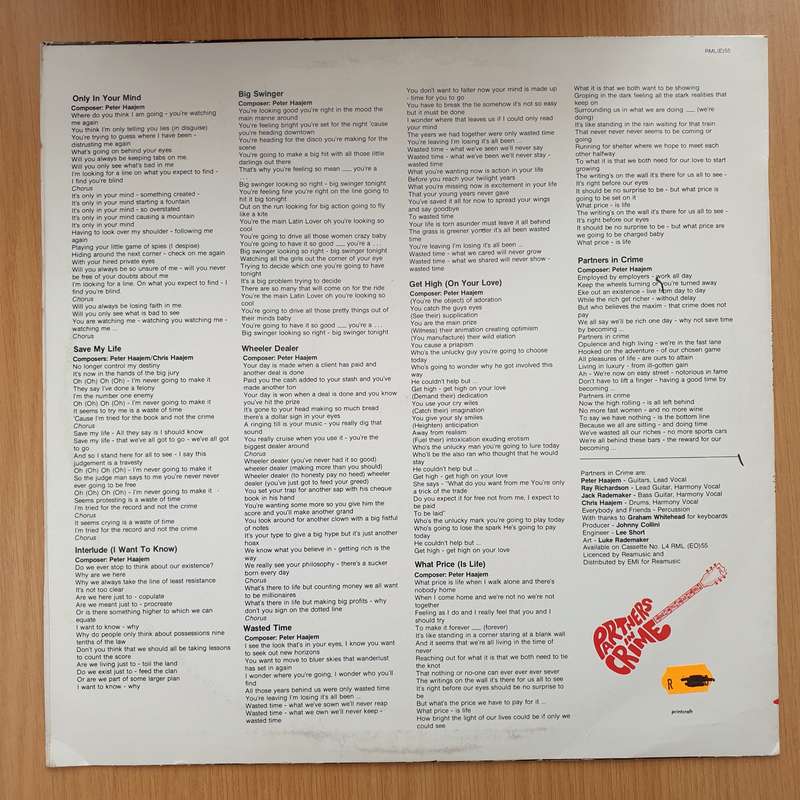 RML(E)55
Only In Your Mind
Composer: Peter Haajem
Where do you think I am going - you're watching
me again
You think I'm only telling you lies (in disguise)
You're trying to guess where I have been -
distrusting me again
What's going on behind your eyes
Will you always be keeping tabs on me
Will you only see what's bad in me
I'm looking for a line on what you expect to find -
I find you're blind
Chorus
It's only in your mind - something created -
It's only in your mind starting a fountain
It's only in your mind - so overstated
It's only in your mind causing a mountain
It's only in your mind
Having to look over my shoulder - following me
again
Playing your little game of spies (I despise)
Hiding around the next corner - check on me again
With your hired private eyes
Will you always be so unsure of me - will you never
be free of your doubts about me
I'm looking for a line. On what you expect to find - I
find you're blind.
Chorus
Will you always be losing faith in me.
Will you only see what is bad to see
You are watching me - watching you watching me -
watching me ...
Chorus
Save My Life
Composers: Peter Haajem/Chris Haajem
No longer control my destiny
It's now in the hands of the big jury
Oh (Oh) (Oh) (Oh) - I'm never going to make it
They say I've done a felony
I'm the number one enemy
Oh (Oh) Oh (Oh) - I'm never going to make it
It seems to try me is a waste of time
'Cause I'm tried for the book and not the crime
Chorus
Save my life - All they say is I should know
Save my life - that we've all got to go - we've all got
to go
And so I stand here for all to see - I say this
judgement is a travesty
Oh (Oh) Oh (Oh) - I'm never going to make it
So the judge man says to me you're never never
ever going to be free
Oh (Oh) Oh (Oh) - I'm never going to make it
Seems protesting is a waste of time
I'm tried for the record and not the crime
Chorus
It seems crying is a waste of time
I'm tried for the record and not the crime
Chorus
Interlude (I Want To Know)
Composer: Peter Haajem
Do we ever stop to think about our existence?
Why are we here
Why we always take the line of least resistance
It's not too clear
Are we here just to - copulate
Are we meant just to - procreate
Or is there something higher to which we can
equate
I want to know - why
Why do people only think about possessions nine
tenths of the law
Don't you think that we should all be taking lessons
to count the score
Are we living just to - toil the land
Do we exist just to - feed the clan
Or are we part of some larger plan
I want to know - why
Big Swinger
Composer: Peter Haajem
You're looking good you're right in the mood the
main manne around
You're feeling bright you're set for the night 'cause
you're heading downtown
You're heading for the disco you're making for the
scene
You're going to make a big hit with all those little
darlings out there
That's why you're feeling so mean ___ you're a
...
Big swinger looking so right - big swinger tonight
You're feeling fine you're right on the line going to
hit it big tonight
Out on the run looking for big action going to fly
like a kite
You're the main Latin Lover oh you're looking so
cool
You're going to drive all those women crazy baby
You're going to have it so good ___ you're a ...
Big swinger looking so right - big swinger tonight
Watching all the girls out the corner of your eye
Trying to decide which one you're going to have
tonight
It's a big problem trying to decide
There are so many that will come on for the ride
You're the main Latin Lover oh you're looking so
cool
You're going to drive all those pretty things out of
their minds baby
You're going to have it so good ___ you're a ...
Big swinger looking so right - big swinger tonight
Wheeler Dealer
Composer: Peter Haajem
Your day is made when a client has paid and
another deal is done
Paid you the cash added to your stash and you've
made another ton
Your day is won when a deal is done and you know
you've hit the prize
It's gone to your head making so much bread
there's a dollar sign in your eyes
A ringing till is your music - you really dig that
sound
You really cruise when you use it - you're the
biggest dealer around
Chorus
Wheeler dealer (you've never had it so good)
wheeler dealer (making more than you should)
Wheeler dealer (to honesty pay no heed) wheeler
dealer (you've just got to feed your greed)
You set your trap for another sap with his cheque
book in his hand
You're wanting some more so you give him the
score and you'll make another grand
You look around for another clown with a big fistful
of notes
It's your type to give a big hype but it's just another
hoax
We know what you believe in - getting rich is the
way
We really see your philosophy - there's a sucker
born every day
Chorus
What's there to life but counting money we all want
to be millionaires
What's there in life but making big profits - why
don't you sign on the dotted line
Chorus
Wasted Time
Composer: Peter Haajem
I see the look that's in your eyes, I know you want
to seek out new horizons
You want to move to bluer skies that wanderlust
has set in again
I wonder where you're going; I wonder who you'll
find
All those years behind us were only wasted time
You're leaving I'm losing it's all been ...
Wasted time - what we've sown we'll never reap
Wasted time - what we own we'll never keep -
wasted time
You don't want to falter now your mind is made up
- time for you to go
You have to break the tie somehow it's not so easy
but it must be done
I wonder where that leaves us if I could only read
your mind
The years we had together were only wasted time
You're leaving I'm losing it's all been ___
Wasted time - what we've seen we'll never say
Wasted time - what we've been we'll never stay -
wasted time
What you're wanting now is action in your life
Before you reach your twilight years
What you're missing now is excitement in your life
That your young years never gave
You've saved it all for now to spread your wings
and say goodbye
To wasted time
Your life is torn asunder must leave it all behind
The grass is greener yonder it's all been wasted
time
You're leaving I'm losing it's all been ...
Wasted time - what we cared will never grow
Wasted time - what we shared will never show -
wasted time
Get High (On Your Love)
Composer: Peter Haajem
(You're the object) of adoration
You catch the guys eyes
(See their) supplication
You are the main prize
(Witness) their animation creating optimism
(You manufacture) their wild elation
You cause a priapism
Who's the unlucky guy you're going to choose
today
Who's going to wonder why he got involved this
way
He couldn't help but ...
Get high - get high on your love
(Demand their) dedication
You use your cry wiles
(Catch their) imagination
You give your sly smiles
(Heighten) anticipation
Away from realism
(Fuel their) intoxication exuding erotism
Who's the unlucky man you're going to lure today
Who'll be the also ran who thought that he would
stay
He couldn't help but ...
Get high - get high on your love
She says - "What do you want from me You're only
a trick of the trade
Do you expect it for free not from me, I expect to
be paid
To be laid"
Who's the unlucky mark you're going to play today
Who's going to lose the spark He's going to pay
today
He couldn't help but ...
Get high - get high on your love
What Price (Is Life)
Composer: Peter Haajem
What price is life when I walk alone and there's
nobody home
When I come home and we're not no we're not
together
Feeling as I do and I really feel that you and I
should try
To make it forever ___ (forever)
It's like standing in a corner staring at a blank wall
And it seems that we're all living in the time of
never
Reaching out for what it is that we both need to tie
the knot
That nothing or no-one can ever ever ever sever
The writings on the wall it's there for us all to see
It's right before our eyes should be no surprise to
be
But what's the price we have to pay for it ...
What price - is life
How bright the light of our lives could be if only we
could see
What it is that we both want to be showing
Groping in the dark feeling all the stark realities that
keep on
Surrounding us in what we are doing ___ (we're
doing)
It's like standing in the rain waiting for that train
That never never never seems to be coming or
going
Running for shelter where we hope to meet each
other halfway
To what it is that we both need for our love to start
growing
The writing's on the wall it's there for us all to see -
It's right before our eyes
It should be no surprise to be - but what price is
going to be set on it
What price - is life
The writing's on the wall it's there for us all to see -
It's right before our eyes
It should be no surprise to be - but what price are
we going to be charged baby
What price - is life
Partners in Crime
Composer: Peter Haajem
Employed by employers - work all day
Keep the wheels turning or you're turned away
Eke out an existence - live from day to day
While the rich get richer - without delay
But who believes the maxim - that crime does not
pay
We all say we'll be rich one day - why not save time
by becoming ...
Partners in crime
Opulence and high living - we're in the fast lane
Hooked on the adventure - of our chosen game
All pleasures of life - are ours to attain
Living in luxury - from ill-gotten gain
Ah - We're now on easy street - notorious in fame
Don't have to lift a finger - having a good time by
becoming ...
Partners in crime
Now the high rolling - is all left behind
No more fast women - and no more wine
To say we have nothing - is the bottom line
Because we all are sitting - and doing time
We've wasted all our riches - no more sports cars
We're all behind these bars - the reward for our
becoming ...
Partners in Crime are:
Peter Haajem - Guitars, Lead Vocal
Ray Richardson - Lead Guitar, Harmony Vocal
Jack Rademaker - Bass Guitar, Harmony Vocal
Chris Haajem - Drums, Harmony Vocal
Everybody and Friends - Percussion
With thanks to Graham Whitehead for keyboards
Producer - Johnny Collini
Engineer - Lee Short
Art - Luke Rademaker
Available on Cassette No. L4 RML (EO)55
Licenced by Reamusic and
Distributed by EMI for Reamusic
PARTNERS
IN
CRIME
R
printcraft